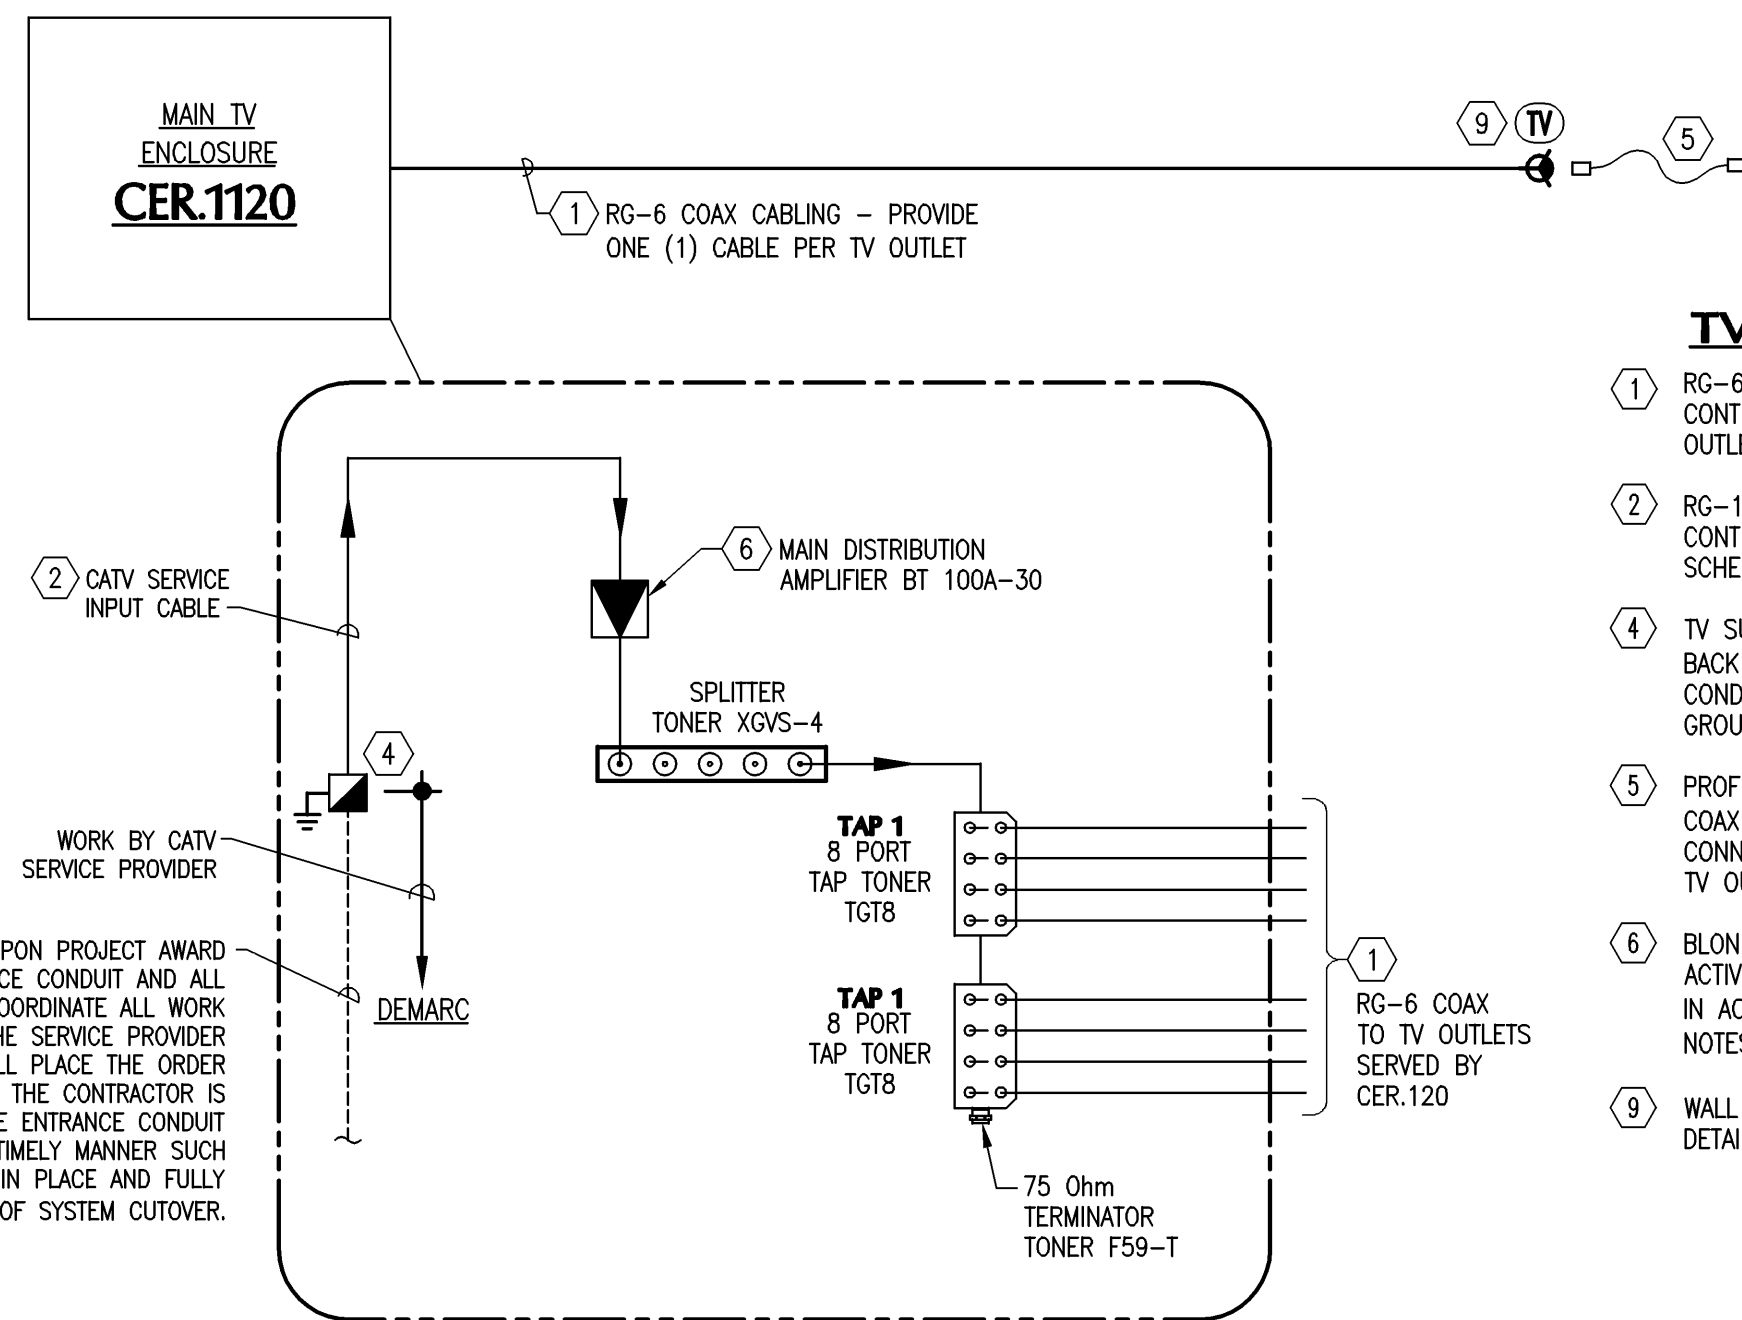 MAIN TV
ENCLOSURE
CER.1120
9 TV
5
1 RG-6 COAX CABLING - PROVIDE
ONE (1) CABLE PER TV OUTLET
2 CATV SERVICE
INPUT CABLE
6 MAIN DISTRIBUTION
AMPLIFIER BT 100A-30
SPLITTER
TONER XGVS-4
4
WORK BY CATV
SERVICE PROVIDER
DEMARC
PON PROJECT AWARD
CE CONDUIT AND ALL
OORDINATE ALL WORK
HE SERVICE PROVIDER
LL PLACE THE ORDER
THE CONTRACTOR IS
E ENTRANCE CONDUIT
TIMELY MANNER SUCH
IN PLACE AND FULLY
OF SYSTEM CUTOVER.
TAP 1
8 PORT
TAP TONER
TGT8
TAP 1
8 PORT
TAP TONER
TGT8
75 Ohm
TERMINATOR
TONER F59-T
1
RG-6 COAX
TO TV OUTLETS
SERVED BY
CER.120
TV
1 RG-6
CONT
OUTLE
2 RG-1
CONT
SCHE
4 TV SU
BACK
COND
GROU
5 PROF
COAX
CONN
TV OU
6 BLON
ACTIV
IN AC
NOTES
9 WALL
DETAI